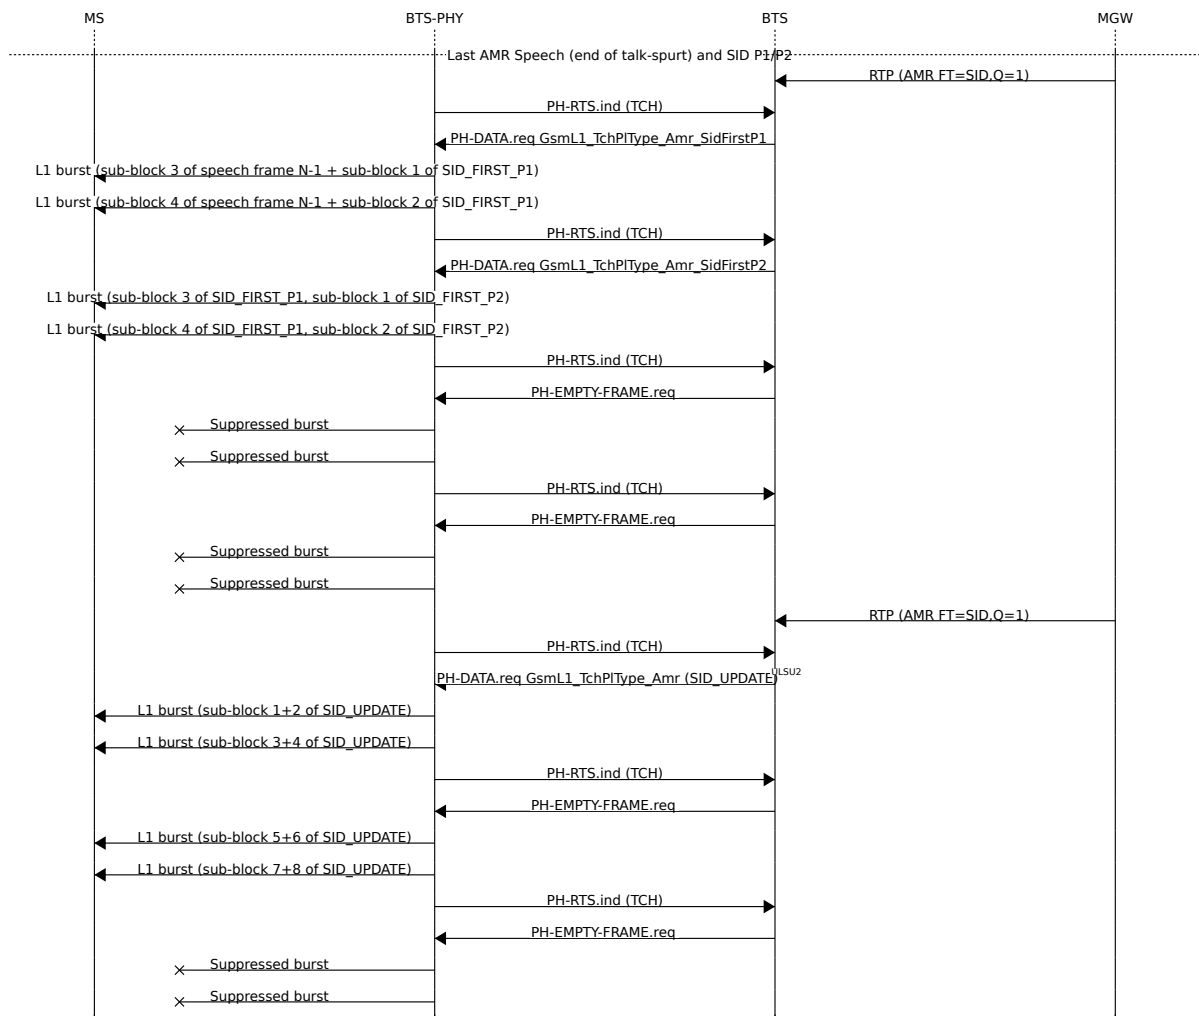 MS BTS-PHY BTS MGW
Last AMR Speech (end of talk-spurt) and SID P1/P2
RTP (AMR FT=SID,Q=1)
PH-RTS.ind (TCH)
PH-DATA.req GsmL1_TchPlType_Amr_SidFirstP1
L1 burst (sub-block 3 of speech frame N-1 + sub-block 1 of SID_FIRST_P1)
L1 burst (sub-block 4 of speech frame N-1 + sub-block 2 of SID_FIRST_P1)
PH-RTS.ind (TCH)
PH-DATA.req GsmL1_TchPlType_Amr_SidFirstP2
L1 burst (sub-block 3 of SID_FIRST_P1, sub-block 1 of SID_FIRST_P2)
L1 burst (sub-block 4 of SID_FIRST_P1, sub-block 2 of SID_FIRST_P2)
PH-RTS.ind (TCH)
PH-EMPTY-FRAME.req
Suppressed burst
Suppressed burst
PH-RTS.ind (TCH)
PH-EMPTY-FRAME.req
Suppressed burst
Suppressed burst
RTP (AMR FT=SID,Q=1)
PH-RTS.ind (TCH)
PH-DATA.req GsmL1_TchPlType_Amr (SID_UPDATE) ULSU2
L1 burst (sub-block 1+2 of SID_UPDATE)
L1 burst (sub-block 3+4 of SID_UPDATE)
PH-RTS.ind (TCH)
PH-EMPTY-FRAME.req
L1 burst (sub-block 5+6 of SID_UPDATE)
L1 burst (sub-block 7+8 of SID_UPDATE)
PH-RTS.ind (TCH)
PH-EMPTY-FRAME.req
Suppressed burst
Suppressed burst